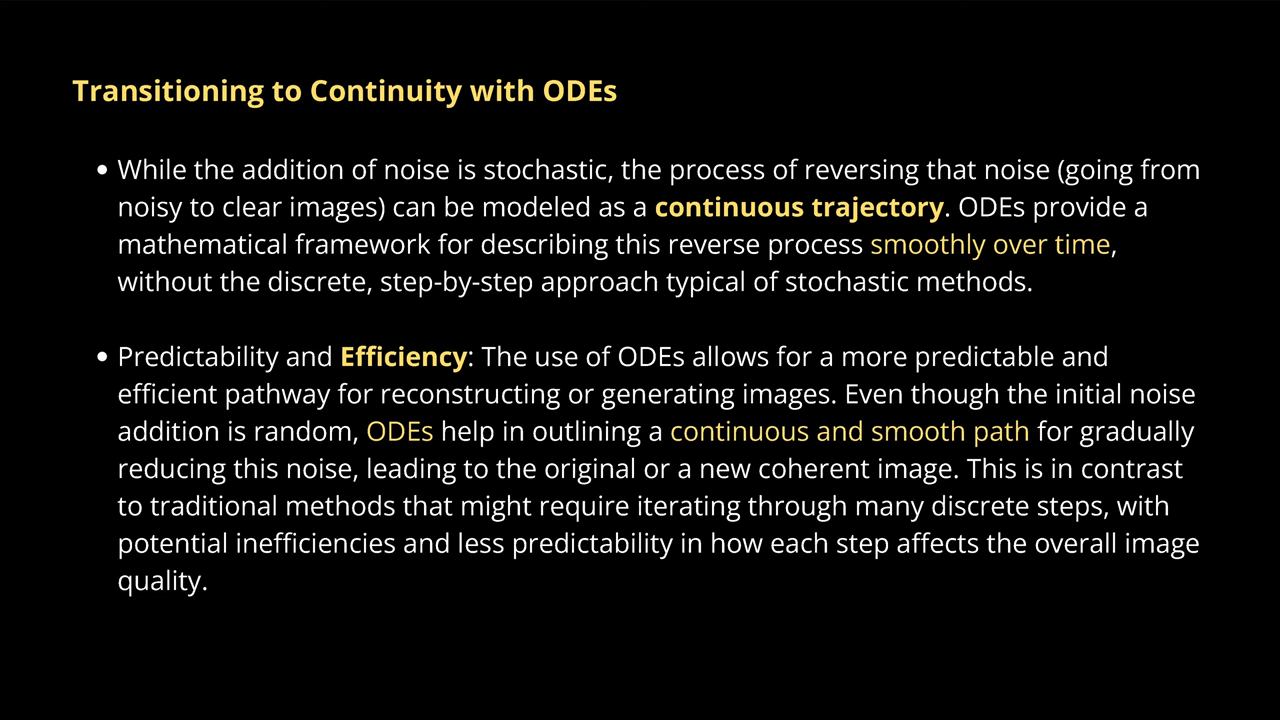 Transitioning to Continuity with ODEs
• While the addition of noise is stochastic, the process of reversing that noise (going from
noisy to clear images) can be modeled as a continuous trajectory. ODEs provide a
mathematical framework for describing this reverse process smoothly over time,
without the discrete, step-by-step approach typical of stochastic methods.
• Predictability and Efficiency: The use of ODEs allows for a more predictable and
efficient pathway for reconstructing or generating images. Even though the initial noise
addition is random, ODEs help in outlining a continuous and smooth path for gradually
reducing this noise, leading to the original or a new coherent image. This is in contrast
to traditional methods that might require iterating through many discrete steps, with
potential inefficiencies and less predictability in how each step affects the overall image
quality.